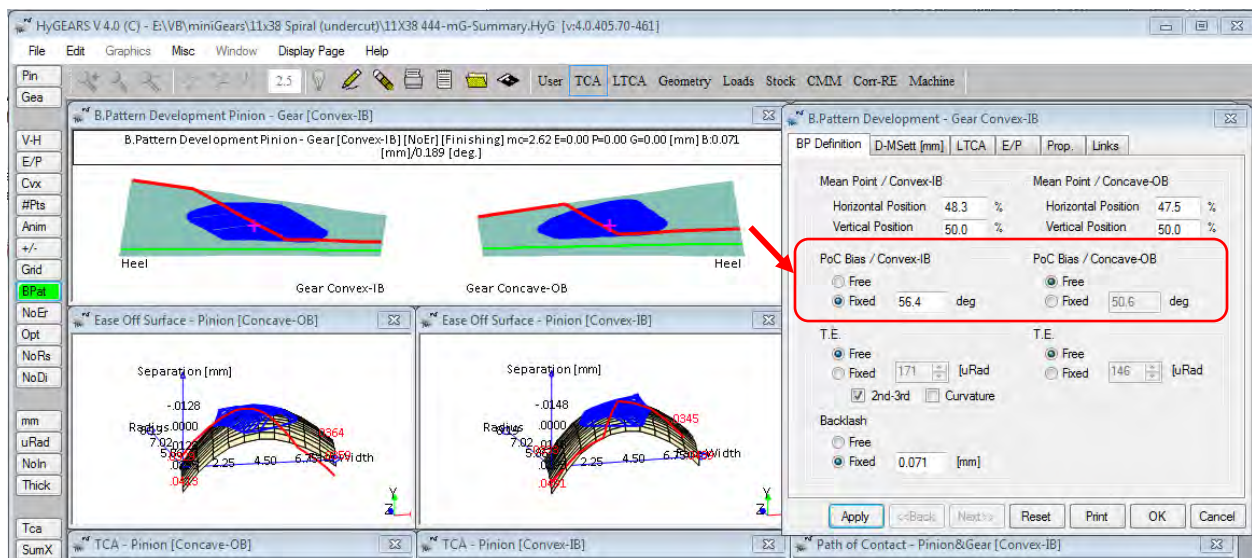 HyGEARS V 4.0 (C) - E:\VB\miniGears\11x38 Spiral (undercut)\11X38 444-mG-Summary.HyG [v:4.0.405.70-461]
File Edit Graphics Misc Window Display Page Help
Pin
Gea
2.5 User TCA LTCA Geometry Loads Stock CMM Corr-RE Machine
V-H
E/P
Cvx
#Pts
Anim
+/-
Grid
BPat
NoEr
Opt
NoRs
NoDi
mm
uRad
NoIn
Thick
Tca
SumX
B.Pattern Development Pinion - Gear [Convex-IB]
B.Pattern Development Pinion - Gear [Convex-IB] [NoEr] [Finishing] mc=2.62 E=0.00 P=0.00 G=0.00 [mm] B:0.071
[mm]/0.189 [deg.]
Heel Heel
Gear Convex-IB Gear Concave-OB
Ease Off Surface - Pinion [Concave-OB]
Separation [mm]
-.0128
.0000
7.02
2.25 4.50
Ease Off Surface - Pinion [Convex-IB]
Separation [mm]
-.0148
.0000
7.02
2.25 4.50
TCA - Pinion [Concave-OB]
TCA - Pinion [Convex-IB]
B.Pattern Development - Gear Convex-IB
BP Definition D-MSett [mm] LTCA E/P Prop. Links
Mean Point / Convex-IB Mean Point / Concave-OB
Horizontal Position 48.3 % Horizontal Position 47.5 %
Vertical Position 50.0 % Vertical Position 50.0 %
PoC Bias / Convex-IB PoC Bias / Concave-OB
Free Free
Fixed 56.4 deg Fixed 50.6 deg
T.E. T.E.
Free Free
Fixed 171 [uRad Fixed 146 [uRad
2nd-3rd Curvature
Backlash
Free
Fixed 0.071 [mm]
Apply <<Back Next>> Reset Print OK Cancel
Path of Contact - Pinion&Gear [Convex-IB]